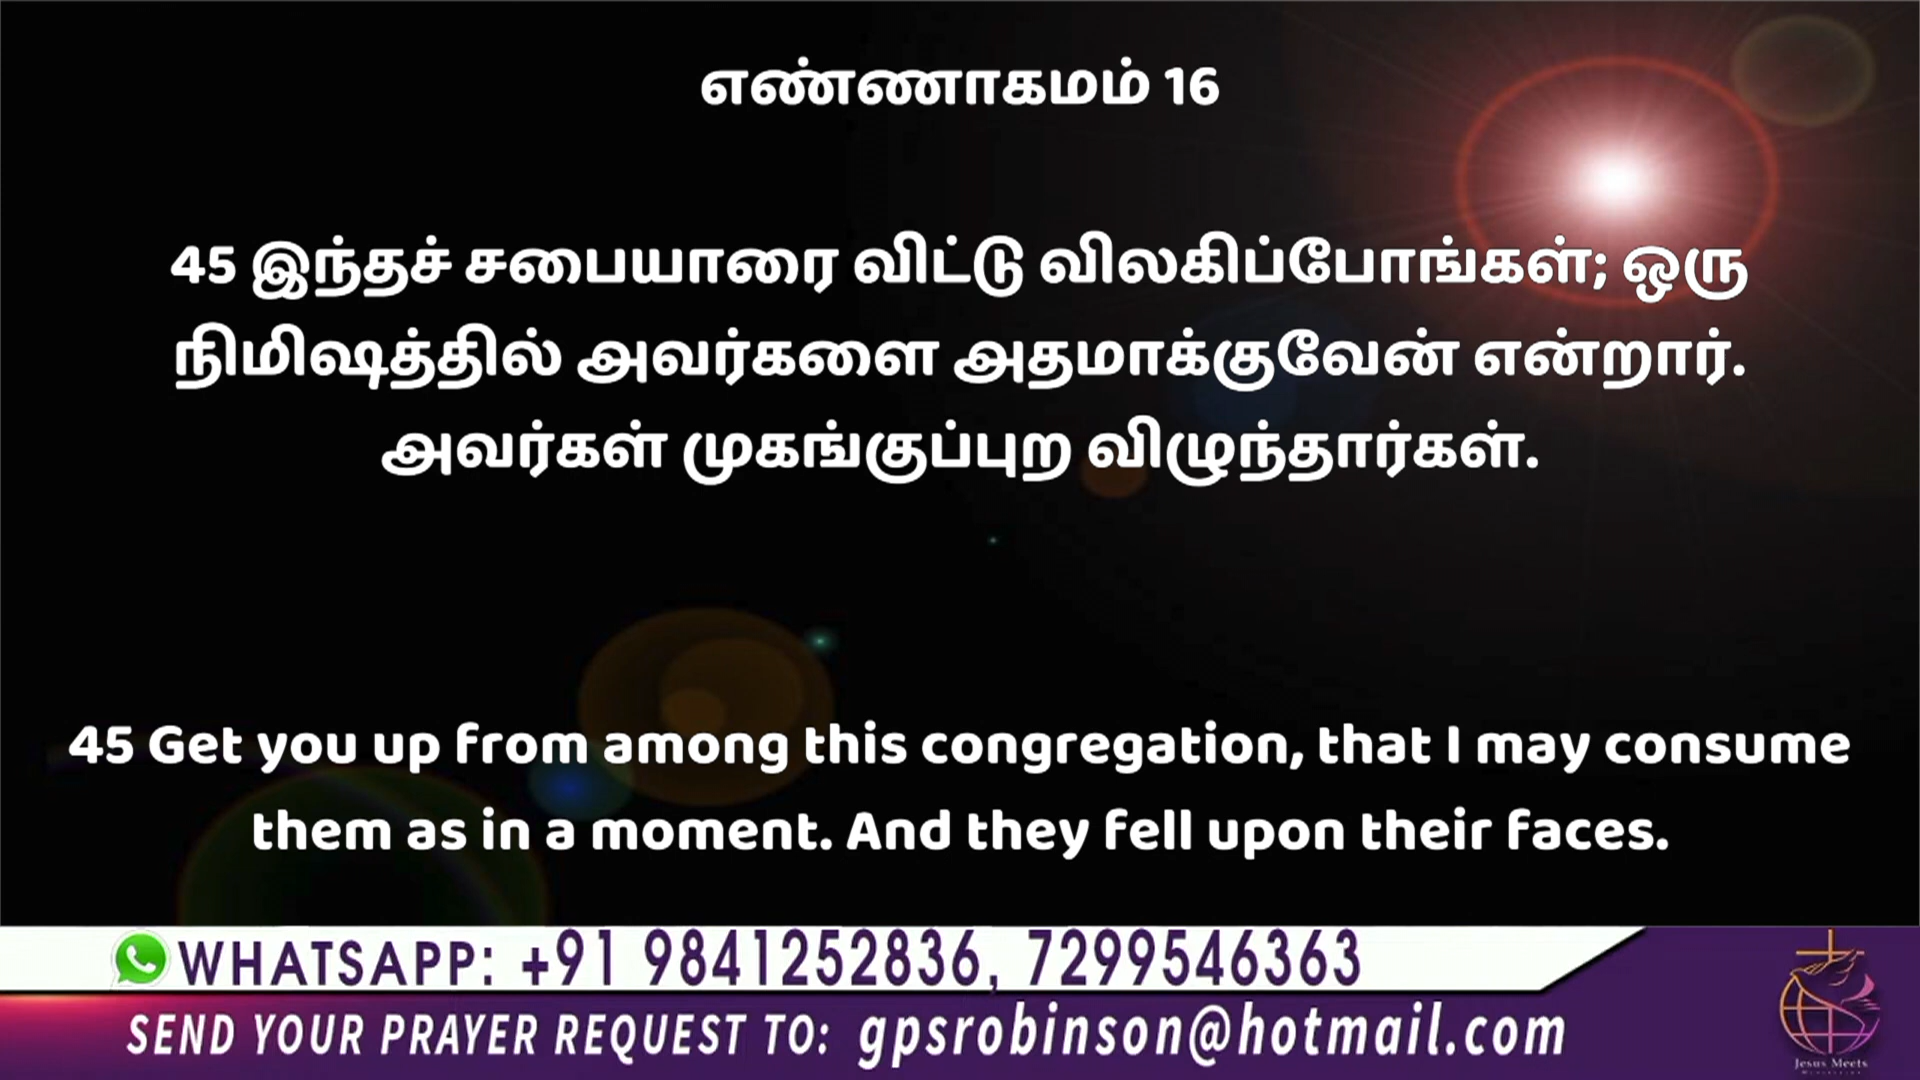 எண்ணாகமம் 16
45 இந்தச் சபையாரை விட்டு விலகிப்போங்கள்; ஒரு
நிமிஷத்தில் அவர்களை அதமாக்குவேன் என்றார்.
அவர்கள் முகங்குப்புற விழுந்தார்கள்.
45 Get you up from among this congregation, that I may consume
them as in a moment. And they fell upon their faces.
WHATSAPP: +91 9841252836, 7299546363
SEND YOUR PRAYER REQUEST TO: gpsrobinson@hotmail.com
Jesus Meets